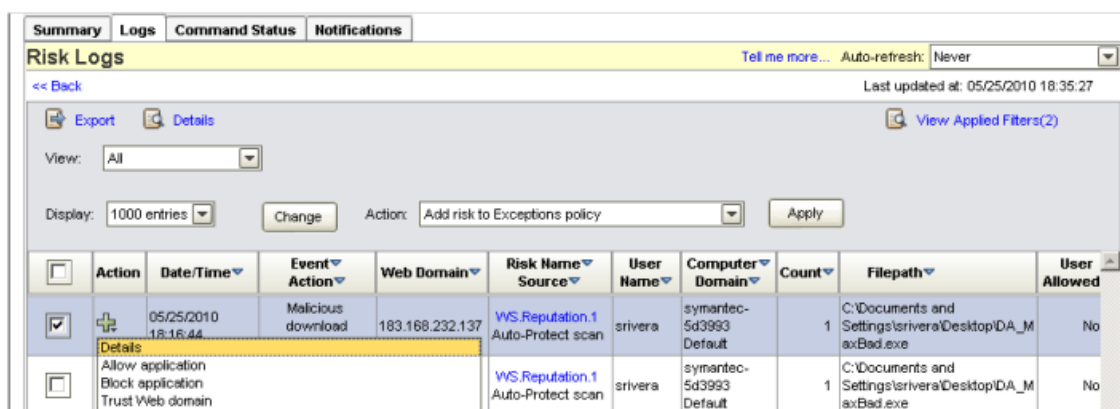 Summary Logs Command Status Notifications
Risk Logs Tell me more... Auto-refresh: Never
<< Back Last updated at: 05/25/2010 18:35:27
Export Details View Applied Filters(2)
View: All
Display: 1000 entries Change Action: Add risk to Exceptions policy Apply
Action Date/Time Event Action Web Domain Risk Name Source User Name Computer Domain Count Filepath User Allowed
05/25/2010 18:16:44 Malicious download 183.168.232.137 WS.Reputation.1 Auto-Protect scan srivera symantec-5d3993 Default 1 C:\Documents and Settings\srivera\Desktop\DA_MaxBad.exe No
Details
Allow application
Block application
Trust Web domain
WS.Reputation.1 Auto-Protect scan srivera symantec-5d3993 Default 1 C:\Documents and Settings\srivera\Desktop\DA_MaxBad.exe No